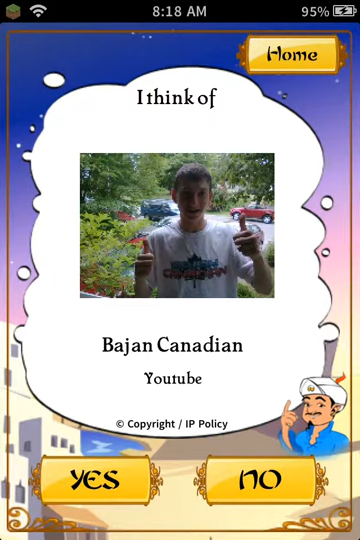 8:18 AM
95%
Home
I think of
Bajan Canadian
Youtube
© Copyright / IP Policy
YES
NO